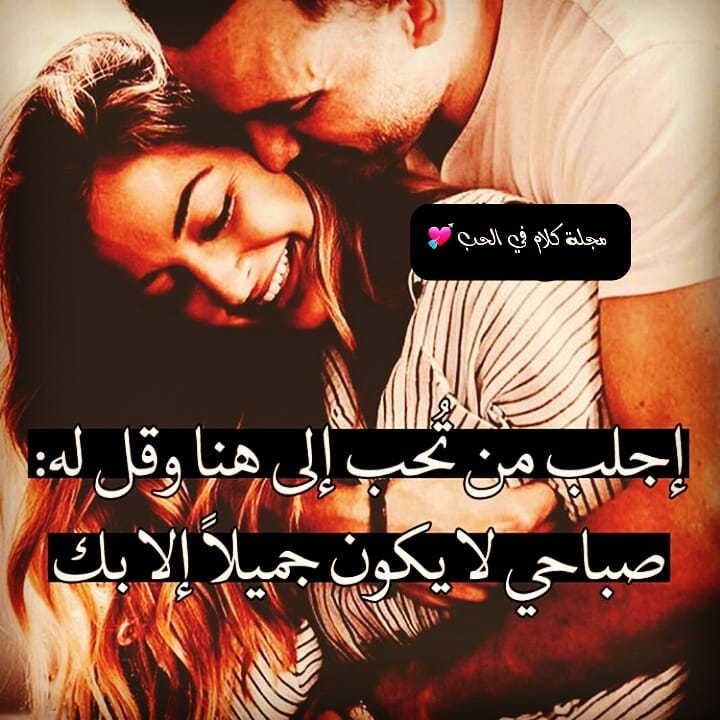 مجلة كلام في الحب 💘
إجلب من تُحب إلى هنا وقل له:
صباحي لا يكون جميلاً إلا بك